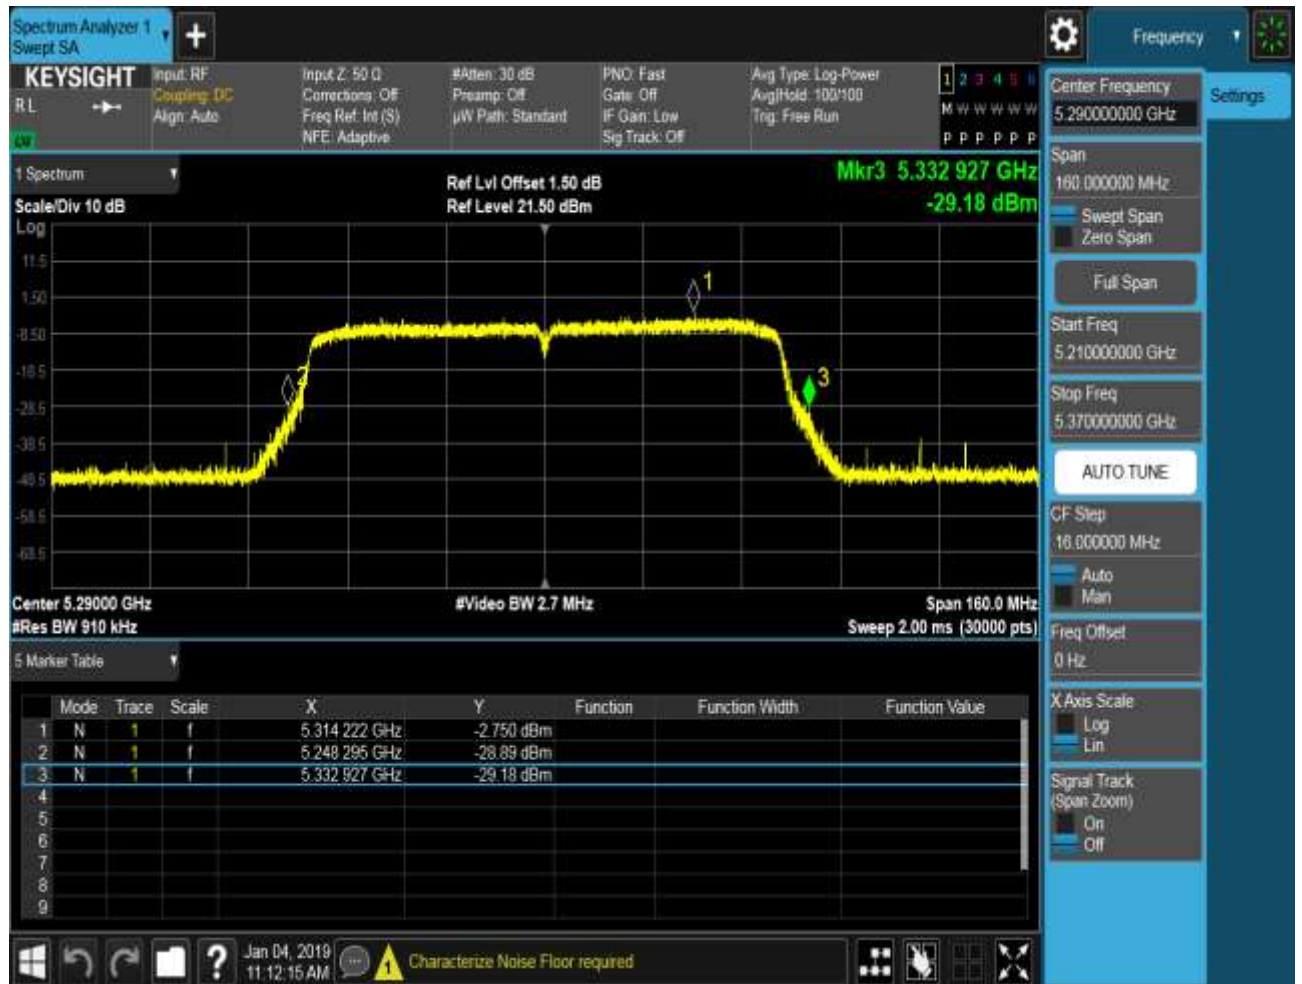 Spectrum Analyzer 1
Swept SA
+
Frequency
KEYSIGHT
RL
Input: RF
Coupling: DC
Align: Auto
Input Z: 50 Ω
Corrections: Off
Freq Ref: Int (S)
NFE: Adaptive
#Atten: 30 dB
Preamp: Off
µW Path: Standard
PNO: Fast
Gate: Off
IF Gain: Low
Sig Track: Off
Avg Type: Log-Power
Avg|Hold: 100/100
Trig: Free Run
1 2 3 4 5 6
M W W W W W
P P P P P P
1 Spectrum
Scale/Div 10 dB
Ref Lvl Offset 1.50 dB
Ref Level 21.50 dBm
Mkr3 5.332 927 GHz
-29.18 dBm
Log
11.5
1.50
-8.50
-18.5
-28.5
-38.5
-48.5
-58.5
-68.5
1
2
3
Center 5.29000 GHz
#Res BW 910 kHz
#Video BW 2.7 MHz
Span 160.0 MHz
Sweep 2.00 ms (30000 pts)
5 Marker Table
Mode Trace Scale X Y Function Function Width Function Value
1 N 1 f 5.314 222 GHz -2.750 dBm
2 N 1 f 5.248 295 GHz -28.89 dBm
3 N 1 f 5.332 927 GHz -29.18 dBm
4
5
6
7
8
9
Jan 04, 2019
11:12:15 AM
?
1
Characterize Noise Floor required
Settings
Center Frequency
5.290000000 GHz
Span
160.000000 MHz
Swept Span
Zero Span
Full Span
Start Freq
5.210000000 GHz
Stop Freq
5.370000000 GHz
AUTO TUNE
CF Step
16.000000 MHz
Auto
Man
Freq Offset
0 Hz
X Axis Scale
Log
Lin
Signal Track
(Span Zoom)
On
Off